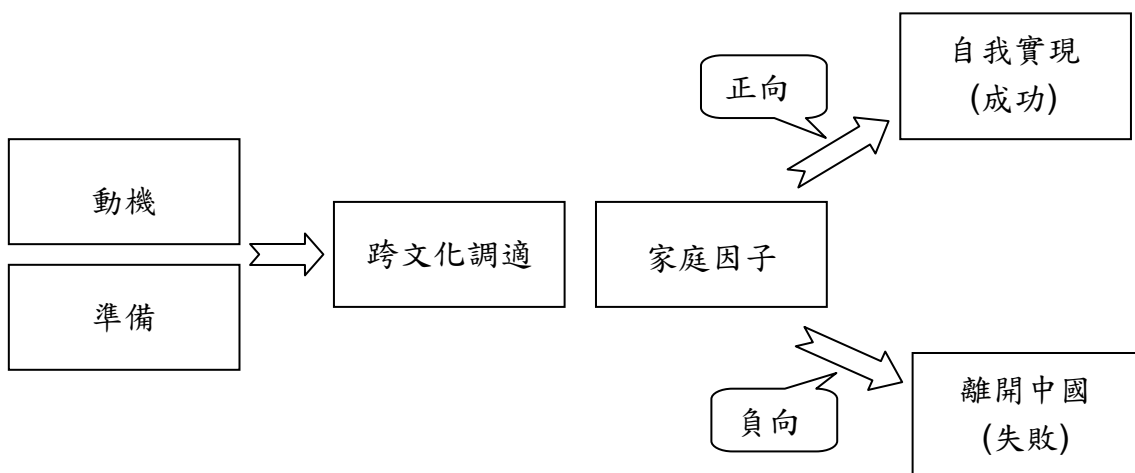 動機
準備
跨文化調適
家庭因子
正向
自我實現
(成功)
負向
離開中國
(失敗)